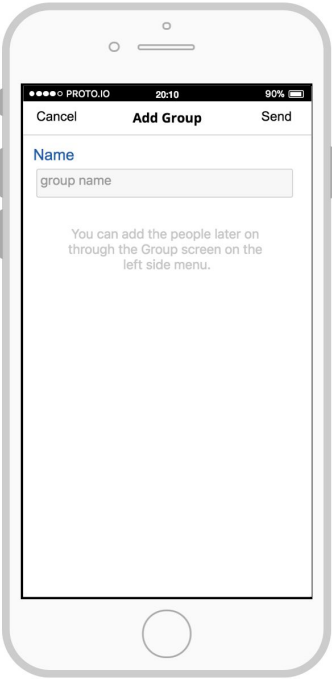 PROTO.IO 20:10 90%
Cancel Add Group Send
Name
group name
You can add the people later on
through the Group screen on the
left side menu.